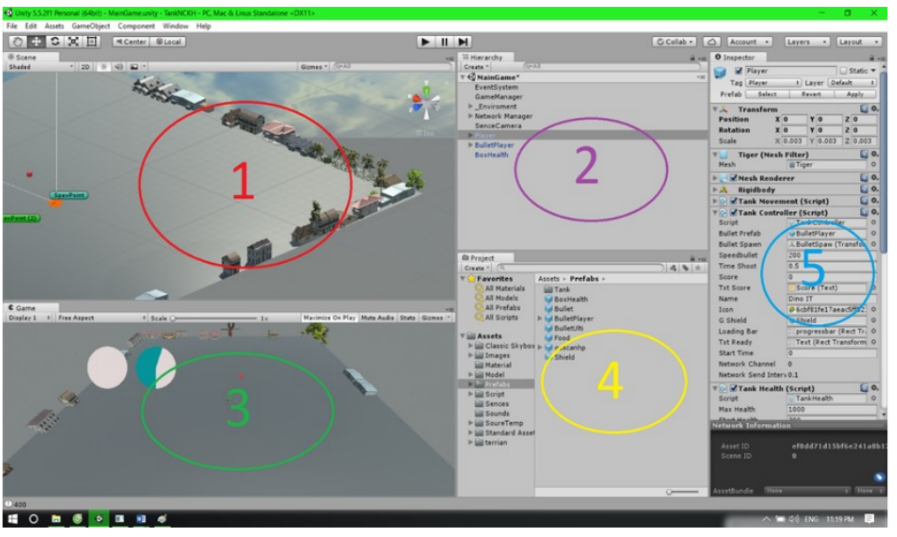 Unity 5.5.2f1 Personal (64bit) - MainGame.unity - TankNCKH - PC, Mac & Linux Standalone <DX11>
File Edit Assets GameObject Component Window Help
Center Local
Collab Account Layers Layout
Scene
Shaded 2D Gizmos All
1
SpawPoint
Game
Display 1 Free Aspect Scale 1x Maximize On Play Mute Audio Stats Gizmos
3
Hierarchy
Create All
MainGame*
EventSystem
GameManager
_Enviroment
Network Manager
SenceCamera
Player
BulletPlayer
BoxHealth
2
Project
Create
Favorites
All Materials
All Models
All Prefabs
All Scripts
Assets
Classic Skybox
Images
Material
Model
Prefabs
Script
Sences
Sounds
SoureTemp
Standard Asset
terrian
Assets Prefabs
Tank
BoxHealth
Bullet
BulletPlayer
BulletUlti
Food
Shield
4
Inspector
Player Static
Tag Player Layer Default
Prefab Select Revert Apply
Transform
Position X 0 Y 0 Z 0
Rotation X 0 Y 0 Z 0
Scale X 0.003 Y 0.003 Z 0.003
Tiger (Mesh Filter)
Mesh Tiger
Mesh Renderer
Rigidbody
Tank Movement (Script)
Tank Controller (Script)
Script TankController
Bullet Prefab BulletPlayer
Bullet Spawn BulletSpaw (Transfor
Speedbullet 200
Time Shoot 0.5
Score 0
Txt Score Score (Text)
Name Dino IT
Icon
G Shield Shield
Loading Bar progressbar (Rect Tr
Txt Ready Text (Rect Transform
Start Time 0
Network Channel 0
Network Send Interv 0.1
5
Tank Health (Script)
Script TankHealth
Max Health 1000
Network Information
Asset ID
Scene ID 0
AssetBundle None None
400
ENG 11:19 PM